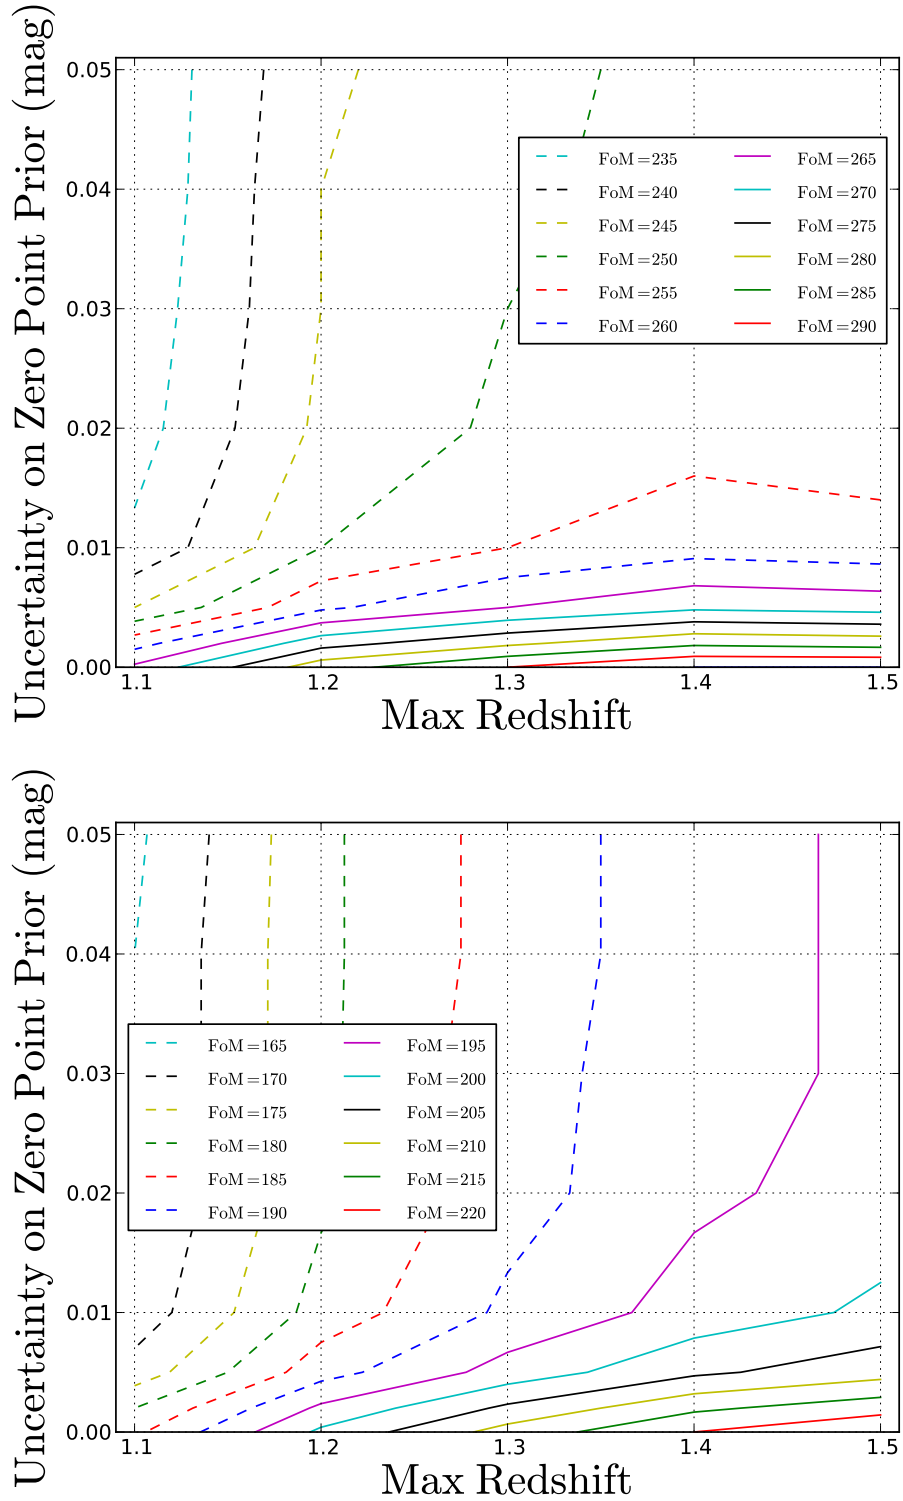 Uncertainty on Zero Point Prior (mag)
0.05
0.04
0.03
0.02
0.01
0.00
FoM=235 FoM=265
FoM=240 FoM=270
FoM=245 FoM=275
FoM=250 FoM=280
FoM=255 FoM=285
FoM=260 FoM=290
1.1 1.2 1.3 1.4 1.5
Max Redshift
Uncertainty on Zero Point Prior (mag)
0.05
0.04
0.03
0.02
0.01
0.00
FoM=165 FoM=195
FoM=170 FoM=200
FoM=175 FoM=205
FoM=180 FoM=210
FoM=185 FoM=215
FoM=190 FoM=220
1.1 1.2 1.3 1.4 1.5
Max Redshift